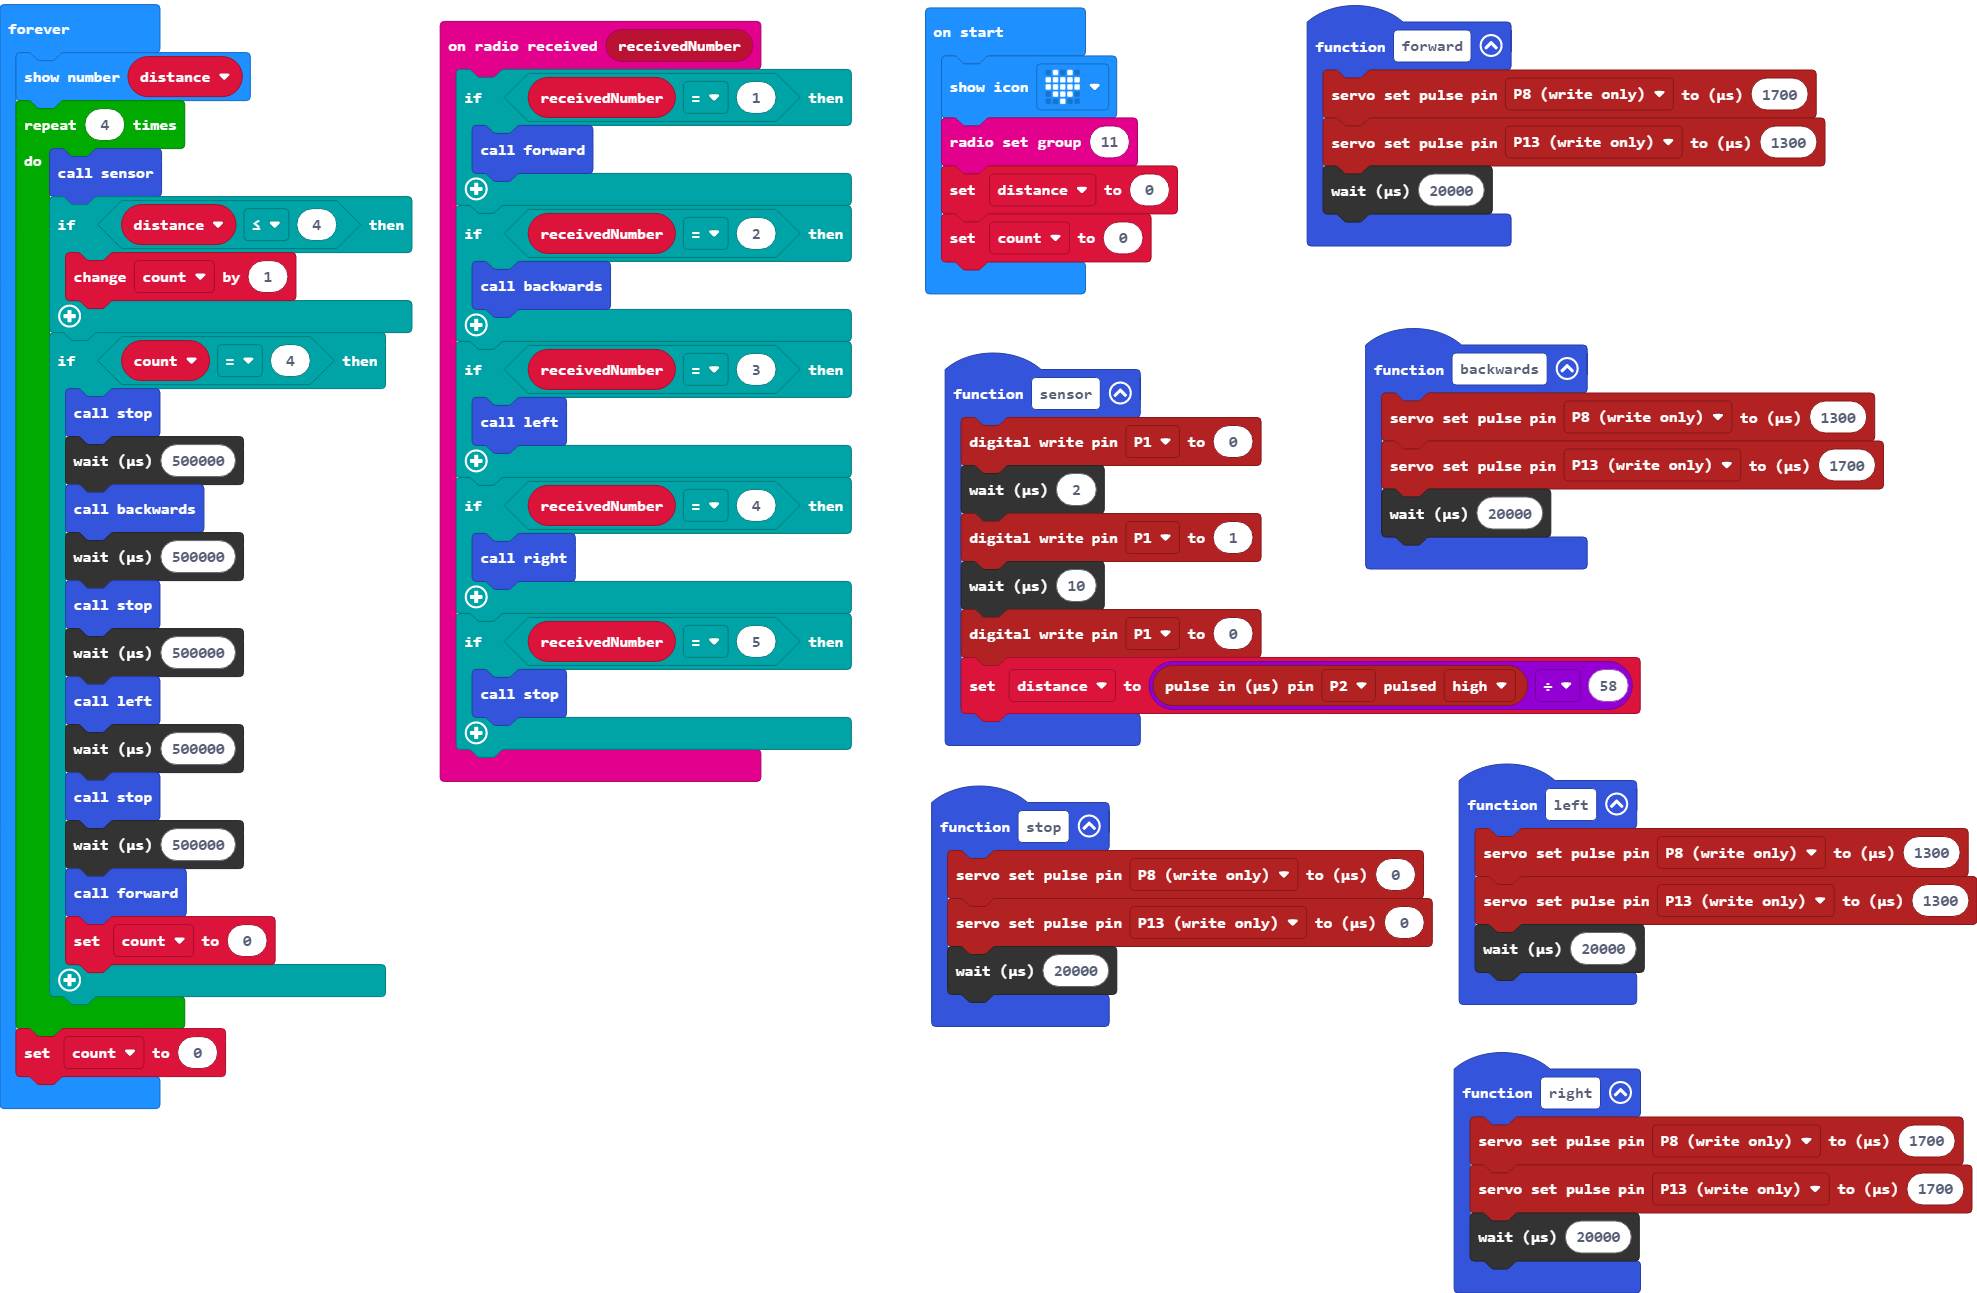 forever
show number distance
repeat 4 times
do
call sensor
if distance ≤ 4 then
change count by 1
if count = 4 then
call stop
wait (µs) 500000
call backwards
wait (µs) 500000
call stop
wait (µs) 500000
call left
wait (µs) 500000
call stop
wait (µs) 500000
call forward
set count to 0
set count to 0
on radio received receivedNumber
if receivedNumber = 1 then
call forward
if receivedNumber = 2 then
call backwards
if receivedNumber = 3 then
call left
if receivedNumber = 4 then
call right
if receivedNumber = 5 then
call stop
on start
show icon
radio set group 11
set distance to 0
set count to 0
function forward
servo set pulse pin P8 (write only) to (µs) 1700
servo set pulse pin P13 (write only) to (µs) 1300
wait (µs) 20000
function sensor
digital write pin P1 to 0
wait (µs) 2
digital write pin P1 to 1
wait (µs) 10
digital write pin P1 to 0
set distance to pulse in (µs) pin P2 pulsed high ÷ 58
function backwards
servo set pulse pin P8 (write only) to (µs) 1300
servo set pulse pin P13 (write only) to (µs) 1700
wait (µs) 20000
function stop
servo set pulse pin P8 (write only) to (µs) 0
servo set pulse pin P13 (write only) to (µs) 0
wait (µs) 20000
function left
servo set pulse pin P8 (write only) to (µs) 1300
servo set pulse pin P13 (write only) to (µs) 1300
wait (µs) 20000
function right
servo set pulse pin P8 (write only) to (µs) 1700
servo set pulse pin P13 (write only) to (µs) 1700
wait (µs) 20000